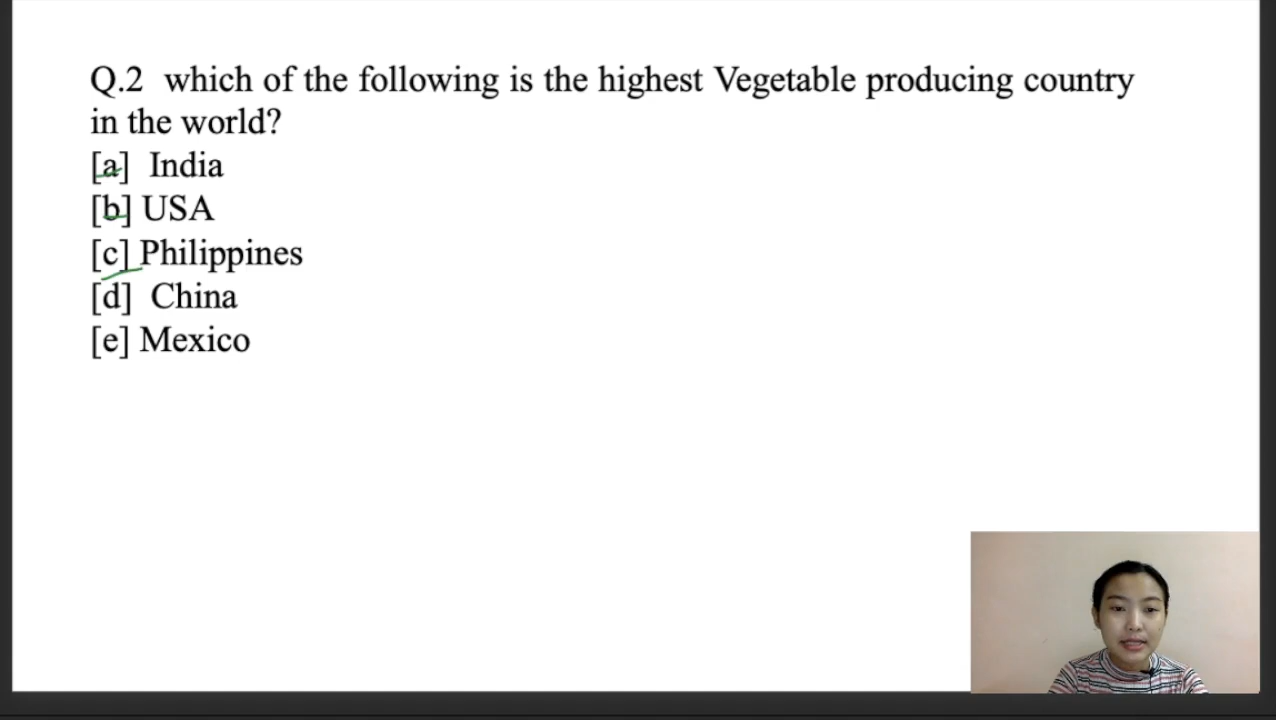 Q.2 which of the following is the highest Vegetable producing country
in the world?
[a] India
[b] USA
[c] Philippines
[d] China
[e] Mexico